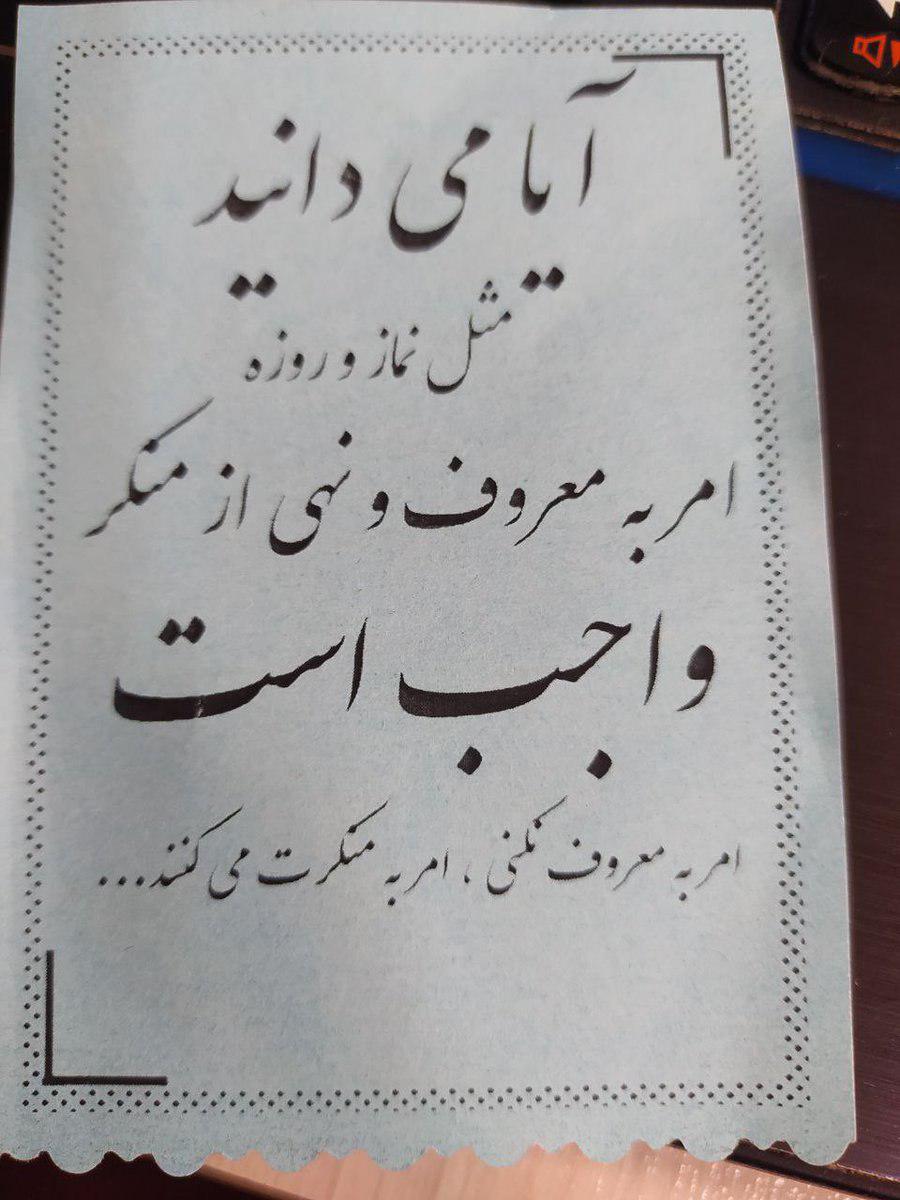 آیا می دانید
مثل نماز و روزه
امر به معروف و نهی از منکر
واجب است
امر به معروف نکنی ، امر به منکرت می کنند...